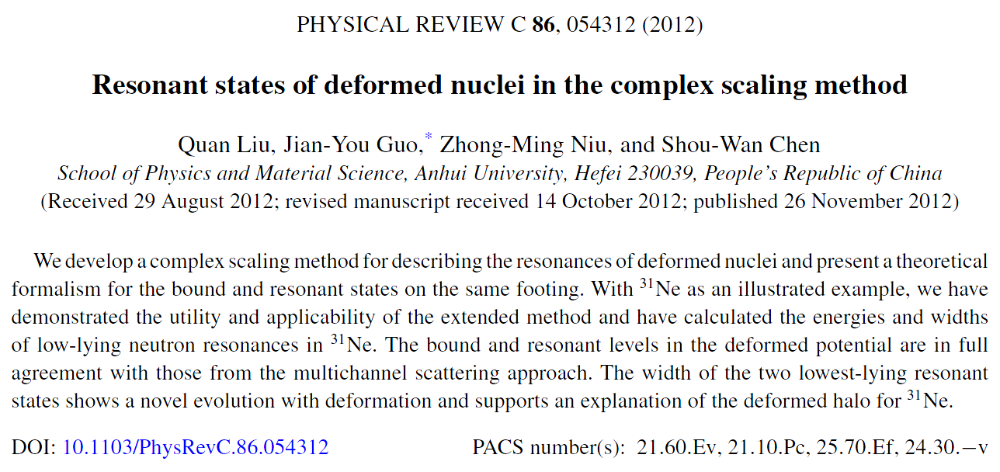 PHYSICAL REVIEW C 86, 054312 (2012)
Resonant states of deformed nuclei in the complex scaling method
Quan Liu, Jian-You Guo,* Zhong-Ming Niu, and Shou-Wan Chen
School of Physics and Material Science, Anhui University, Hefei 230039, People's Republic of China
(Received 29 August 2012; revised manuscript received 14 October 2012; published 26 November 2012)
We develop a complex scaling method for describing the resonances of deformed nuclei and present a theoretical
formalism for the bound and resonant states on the same footing. With ³¹Ne as an illustrated example, we have
demonstrated the utility and applicability of the extended method and have calculated the energies and widths
of low-lying neutron resonances in ³¹Ne. The bound and resonant levels in the deformed potential are in full
agreement with those from the multichannel scattering approach. The width of the two lowest-lying resonant
states shows a novel evolution with deformation and supports an explanation of the deformed halo for ³¹Ne.
DOI: 10.1103/PhysRevC.86.054312 PACS number(s): 21.60.Ev, 21.10.Pc, 25.70.Ef, 24.30.−v